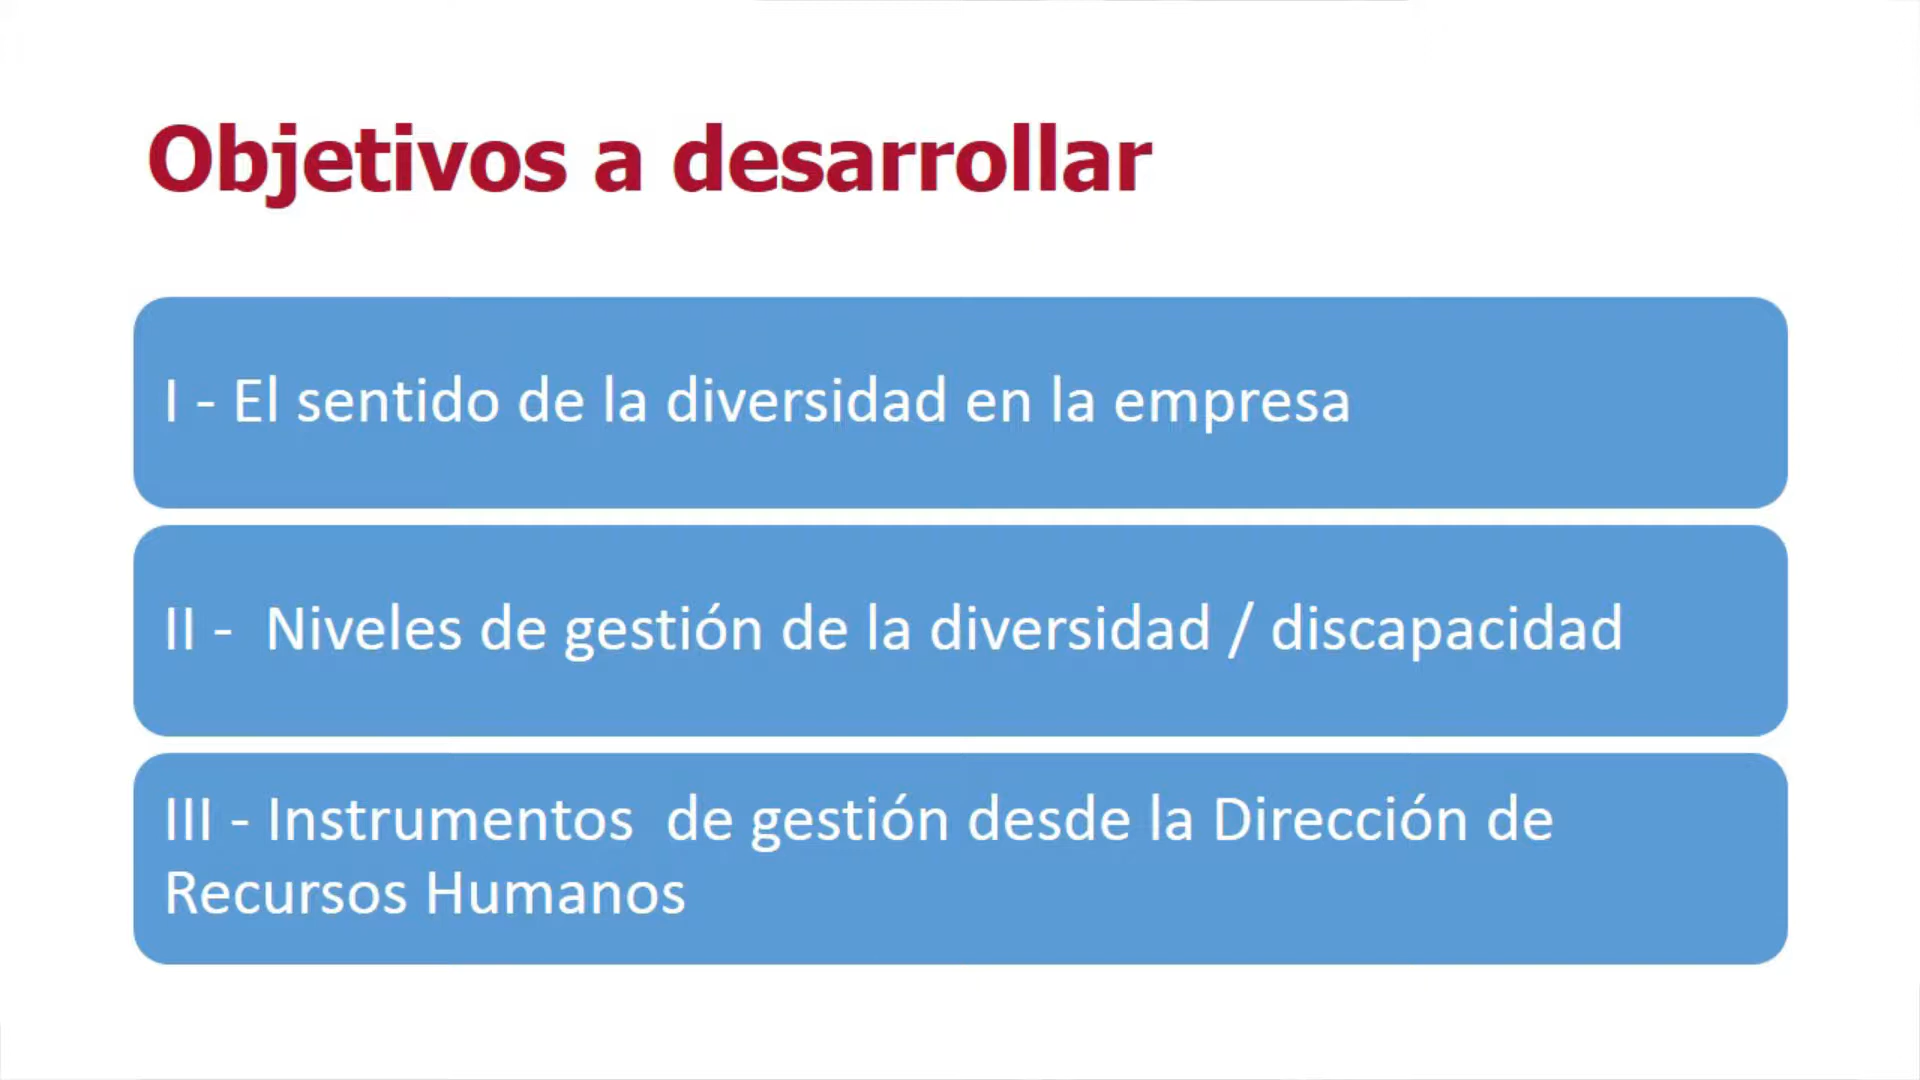 Objetivos a desarrollar
I - El sentido de la diversidad en la empresa
II -  Niveles de gestión de la diversidad / discapacidad
III - Instrumentos  de gestión desde la Dirección de
Recursos Humanos